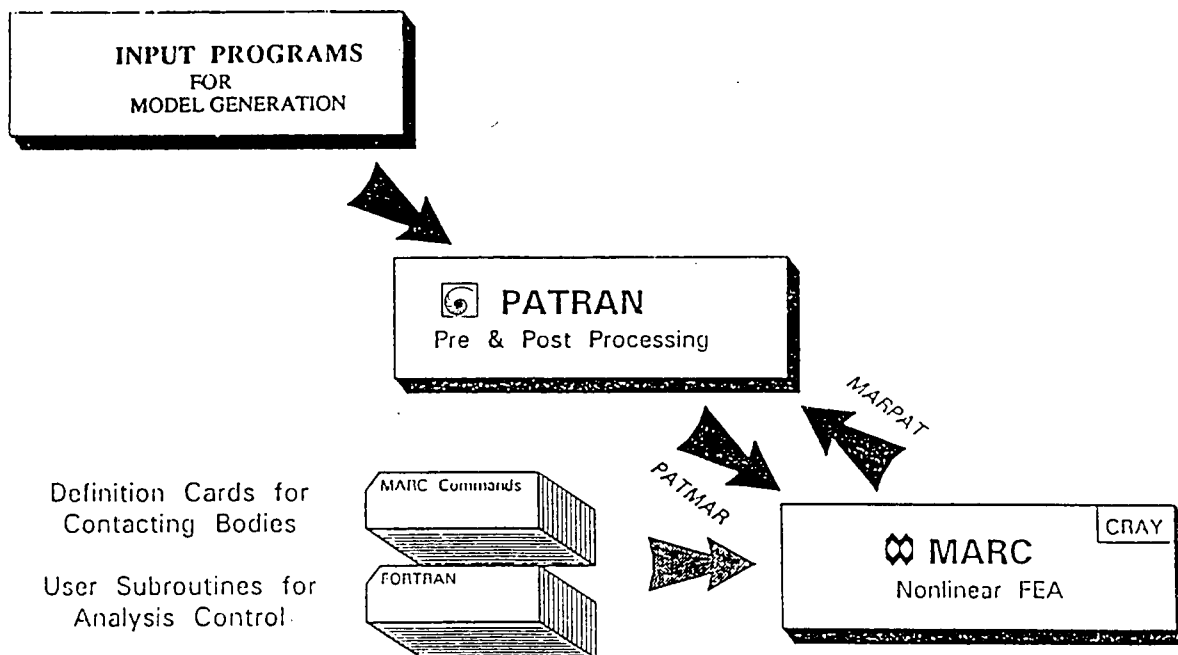 INPUT PROGRAMS
FOR
MODEL GENERATION
PATRAN
Pre & Post Processing
MARPAT
PATMAR
Definition Cards for
Contacting Bodies
MARC Commands
User Subroutines for
Analysis Control
FORTRAN
CRAY
MARC
Nonlinear FEA